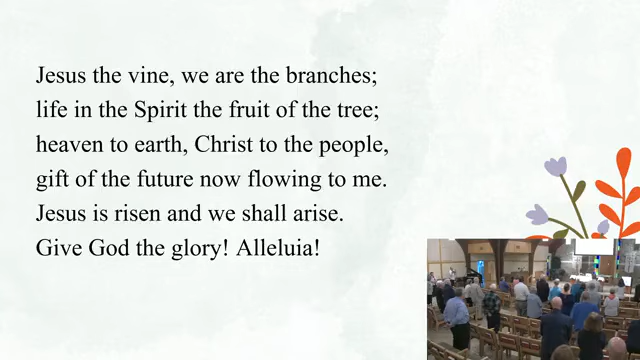 Jesus the vine, we are the branches;
life in the Spirit the fruit of the tree;
heaven to earth, Christ to the people,
gift of the future now flowing to me.
Jesus is risen and we shall arise.
Give God the glory! Alleluia!